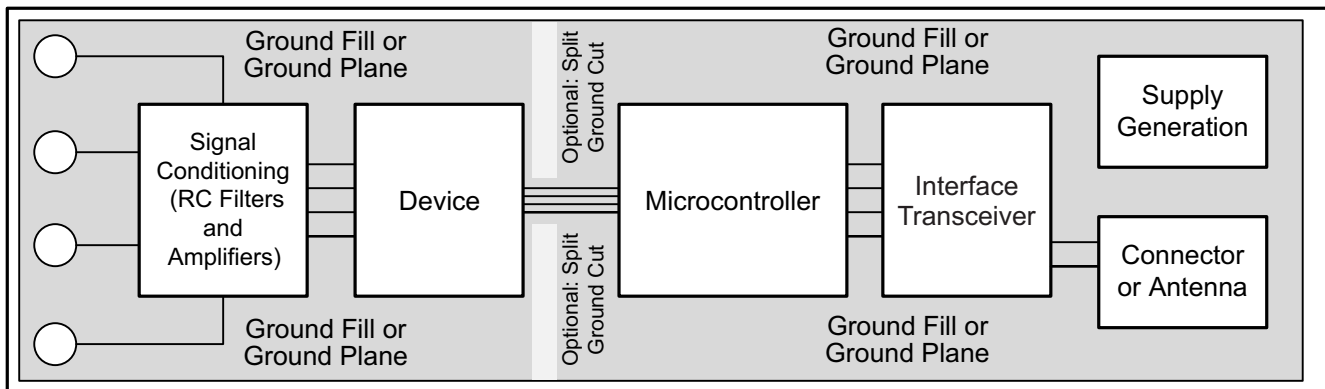 Ground Fill or
Ground Plane
Optional: Split
Ground Cut
Ground Fill or
Ground Plane
Supply
Generation
Signal
Conditioning
(RC Filters
and
Amplifiers)
Device
Microcontroller
Interface
Transceiver
Connector
or Antenna
Ground Fill or
Ground Plane
Optional: Split
Ground Cut
Ground Fill or
Ground Plane